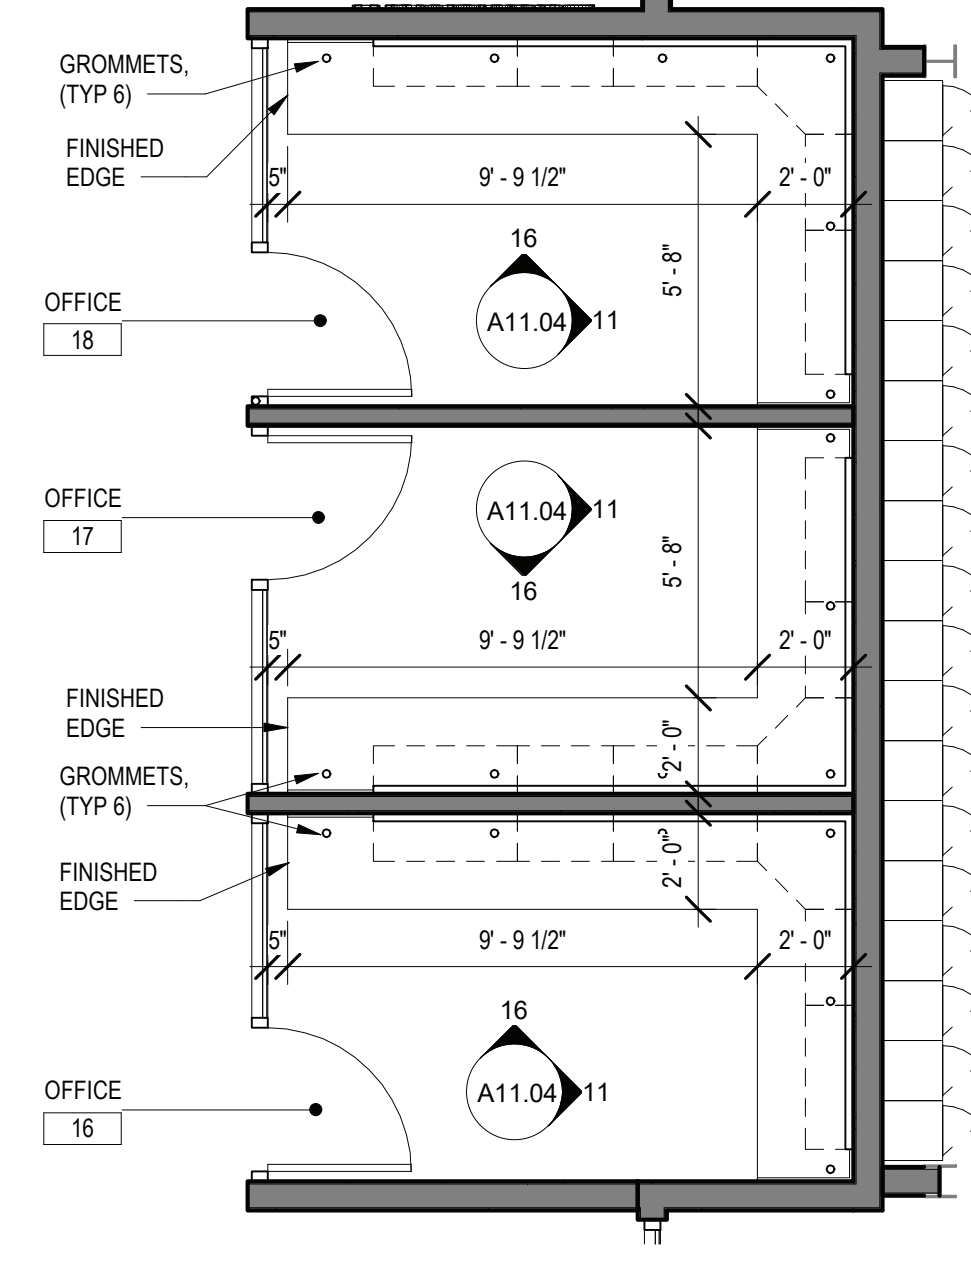 GROMMETS,
(TYP 6)
FINISHED
EDGE
5"
9' - 9 1/2"
2' - 0"
16
5' - 8"
OFFICE
18
A11.04
11
OFFICE
17
A11.04
11
5' - 8"
16
5"
9' - 9 1/2"
2' - 0"
FINISHED
EDGE
2' - 0"
GROMMETS,
(TYP 6)
FINISHED
EDGE
2' - 0"
5"
9' - 9 1/2"
2' - 0"
16
OFFICE
16
A11.04
11